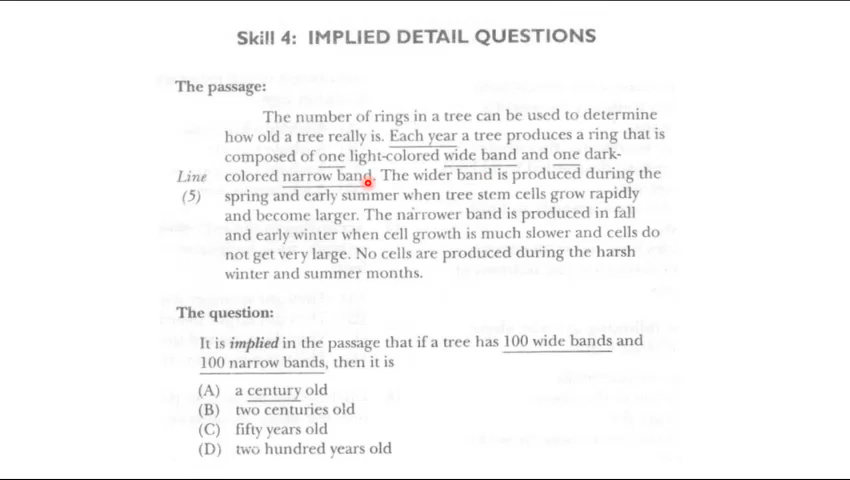 Skill 4: IMPLIED DETAIL QUESTIONS
The passage:
The number of rings in a tree can be used to determine
how old a tree really is. Each year a tree produces a ring that is
composed of one light-colored wide band and one dark-
Line colored narrow band. The wider band is produced during the
(5) spring and early summer when tree stem cells grow rapidly
and become larger. The narrower band is produced in fall
and early winter when cell growth is much slower and cells do
not get very large. No cells are produced during the harsh
winter and summer months.
The question:
It is implied in the passage that if a tree has 100 wide bands and
100 narrow bands, then it is
(A) a century old
(B) two centuries old
(C) fifty years old
(D) two hundred years old